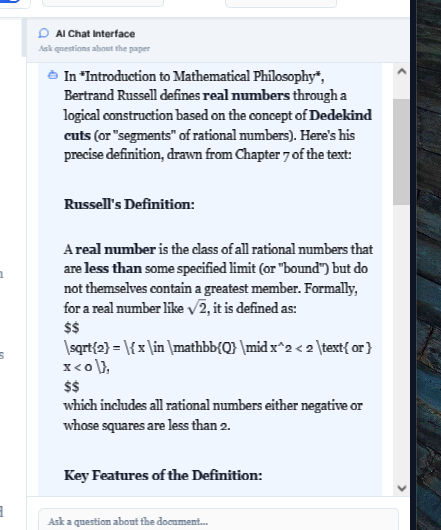 AI Chat Interface
Ask questions about the paper
In *Introduction to Mathematical Philosophy*,
Bertrand Russell defines real numbers through a
logical construction based on the concept of Dedekind
cuts (or "segments" of rational numbers). Here's his
precise definition, drawn from Chapter 7 of the text:
Russell's Definition:
A real number is the class of all rational numbers that
are less than some specified limit (or "bound") but do
not themselves contain a greatest member. Formally,
for a real number like √2, it is defined as:
$$
\sqrt{2} = \{ x \in \mathbb{Q} \mid x^2 < 2 \text{ or }
x < 0 \},
$$
which includes all rational numbers either negative or
whose squares are less than 2.
Key Features of the Definition:
Ask a question about the document...